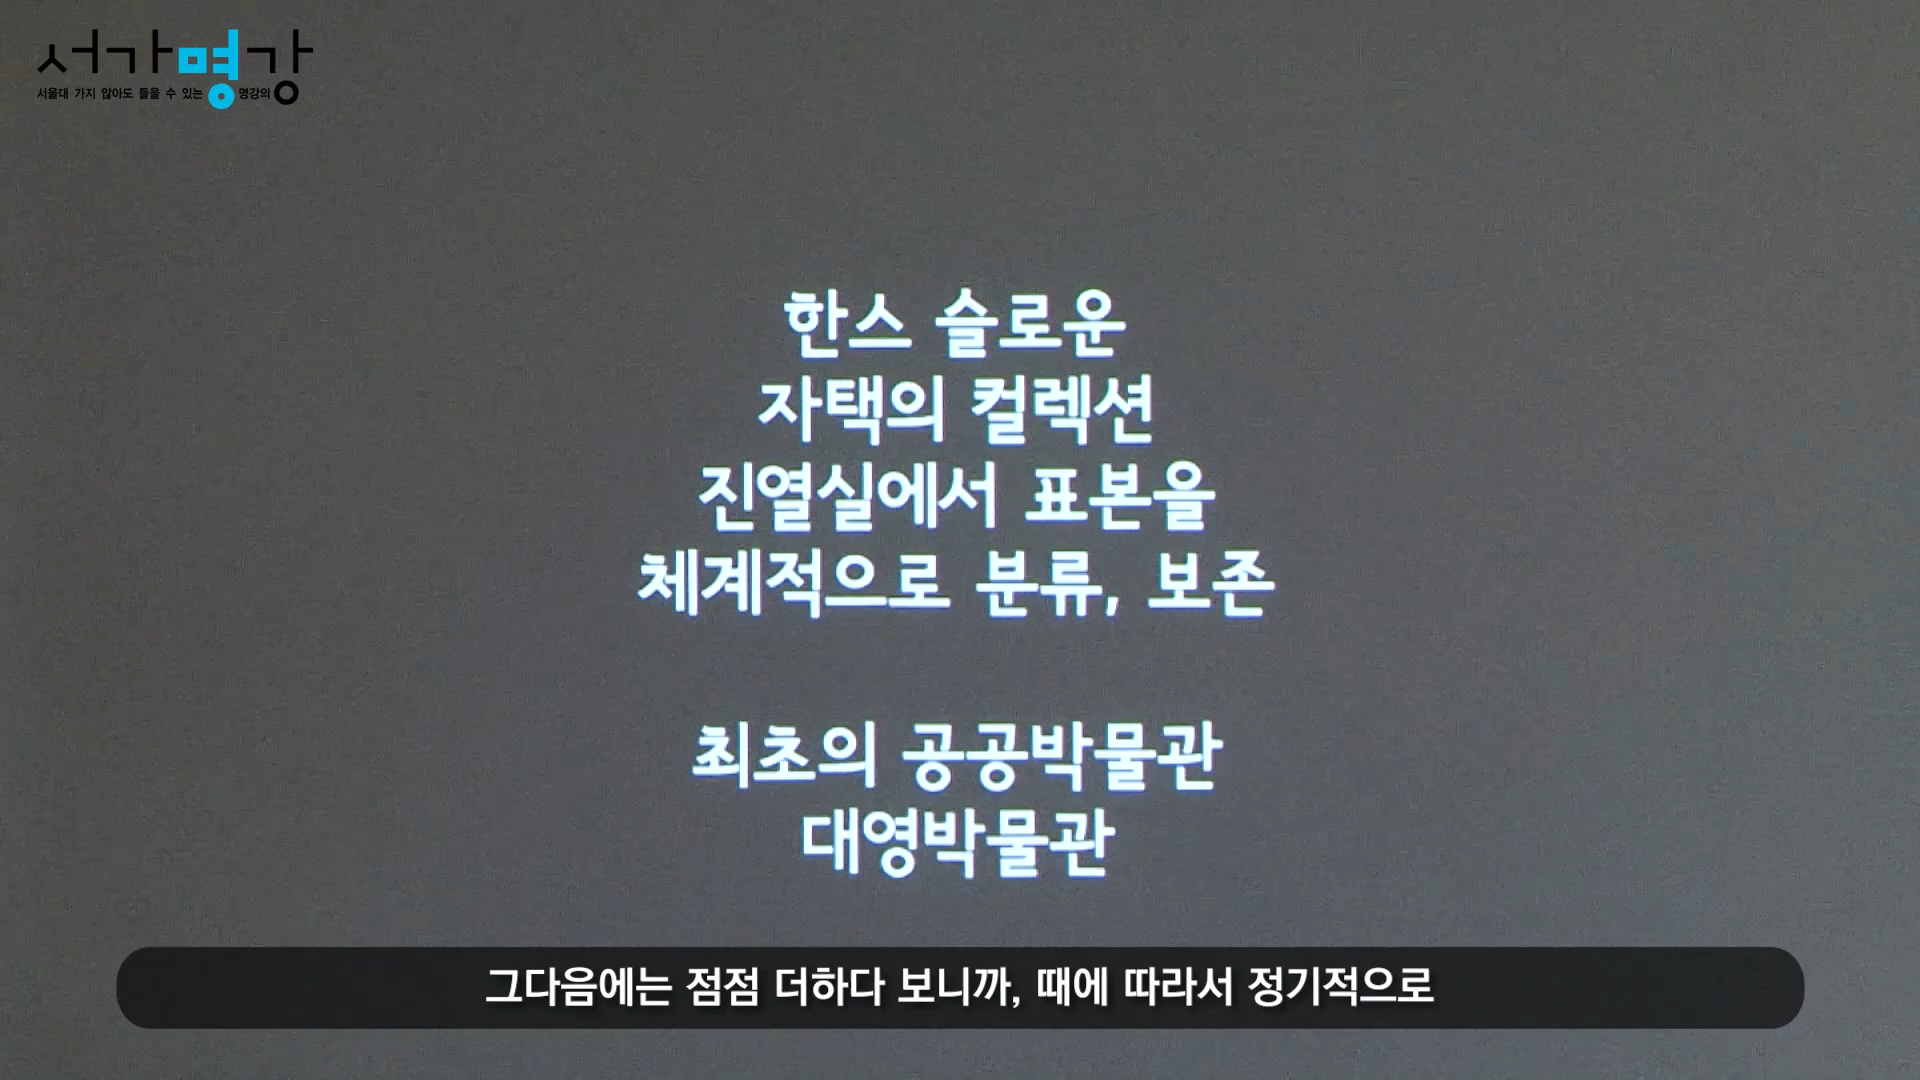 서가명강
서울대 가지 않아도 들을 수 있는 명강의
한스 슬로운
자택의 컬렉션
진열실에서 표본을
체계적으로 분류, 보존
최초의 공공박물관
대영박물관
그다음에는 점점 더하다 보니까, 때에 따라서 정기적으로